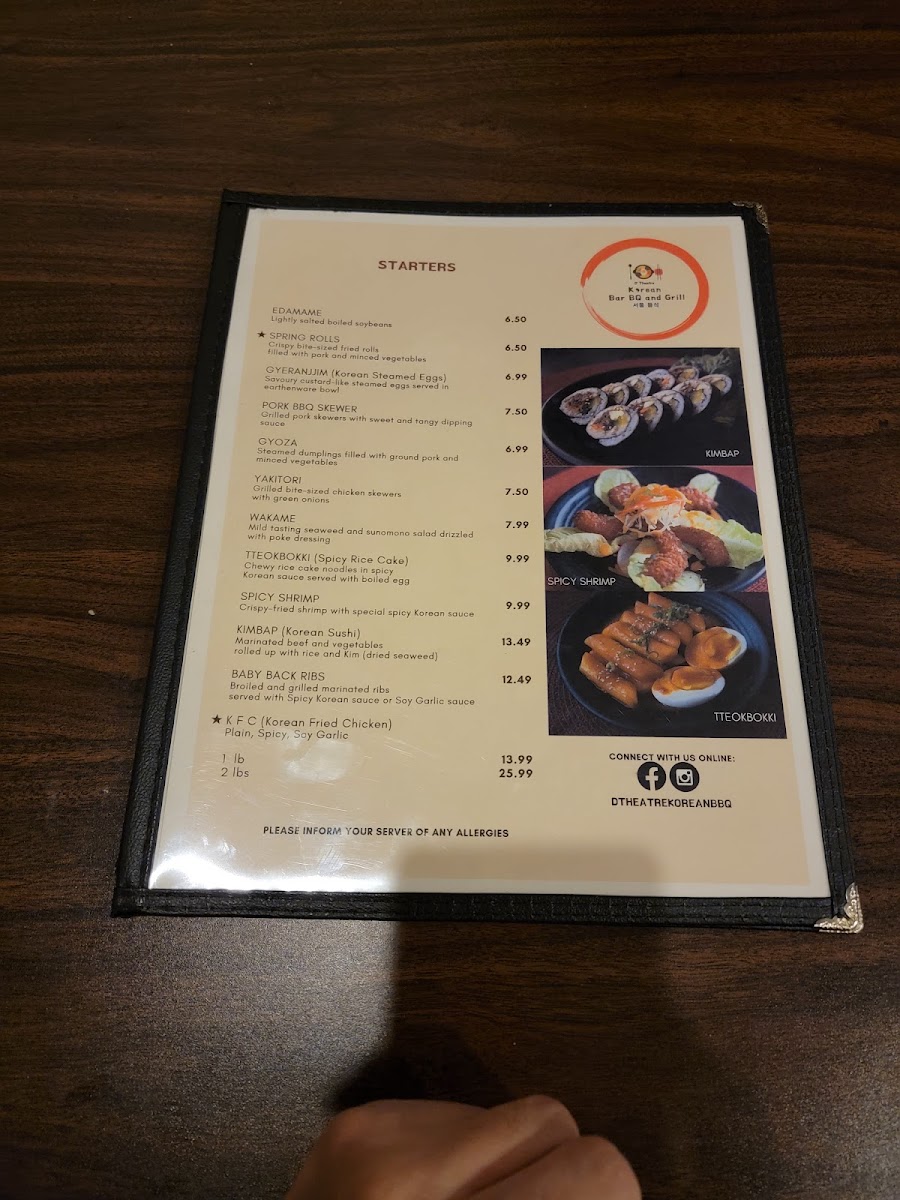 STARTERS
EDAMAME
Lightly salted boiled soybeans
6.50
★ SPRING ROLLS
Crispy bite-sized fried rolls
filled with pork and minced vegetables
6.50
GYERANJJIM (Korean Steamed Eggs)
Savoury custard-like steamed eggs served in
earthenware bowl
6.99
PORK BBQ SKEWER
Grilled pork skewers with sweet and tangy dipping
sauce
7.50
GYOZA
Steamed dumplings filled with ground pork and
minced vegetables
6.99
YAKITORI
Grilled bite-sized chicken skewers
with green onions
7.50
WAKAME
Mild tasting seaweed and sunomono salad drizzled
with poke dressing
7.99
TTEOKBOKKI (Spicy Rice Cake)
Chewy rice cake noodles in spicy
Korean sauce served with boiled egg
9.99
SPICY SHRIMP
Crispy-fried shrimp with special spicy Korean sauce
9.99
KIMBAP (Korean Sushi)
Marinated beef and vegetables
rolled up with rice and Kim (dried seaweed)
13.49
BABY BACK RIBS
Broiled and grilled marinated ribs
served with Spicy Korean sauce or Soy Garlic sauce
12.49
★ K F C (Korean Fried Chicken)
Plain, Spicy, Soy Garlic
1 lb 13.99
2 lbs 25.99
PLEASE INFORM YOUR SERVER OF ANY ALLERGIES
D Theatre
Korean
Bar BQ and Grill
KIMBAP
SPICY SHRIMP
TTEOKBOKKI
CONNECT WITH US ONLINE:
DTHEATREKOREANBBQ